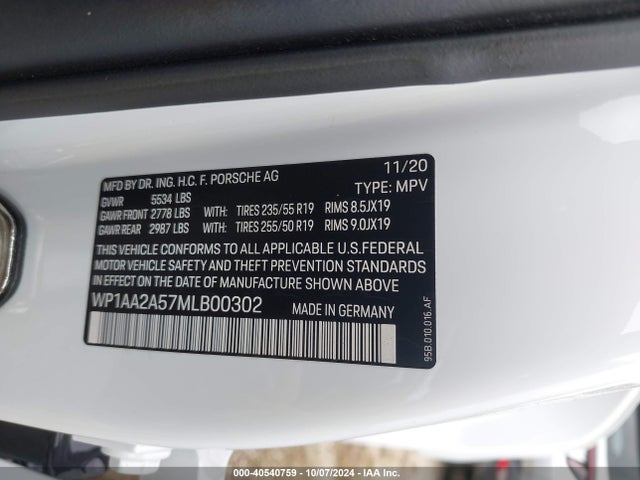 MFD BY DR. ING. H.C. F. PORSCHE AG 11/20
GVWR 5534 LBS TYPE: MPV
GAWR FRONT 2778 LBS WITH: TIRES 235/55 R19 RIMS 8.5JX19
GAWR REAR 2987 LBS WITH: TIRES 255/50 R19 RIMS 9.0JX19
THIS VEHICLE CONFORMS TO ALL APPLICABLE U.S.FEDERAL
MOTOR VEHICLE SAFETY AND THEFT PREVENTION STANDARDS
IN EFFECT ON THE DATE OF MANUFACTURE SHOWN ABOVE
WP1AA2A57MLB00302 MADE IN GERMANY
95B.010.016.AF
000-40540759 | 10/07/2024 | IAA Inc.